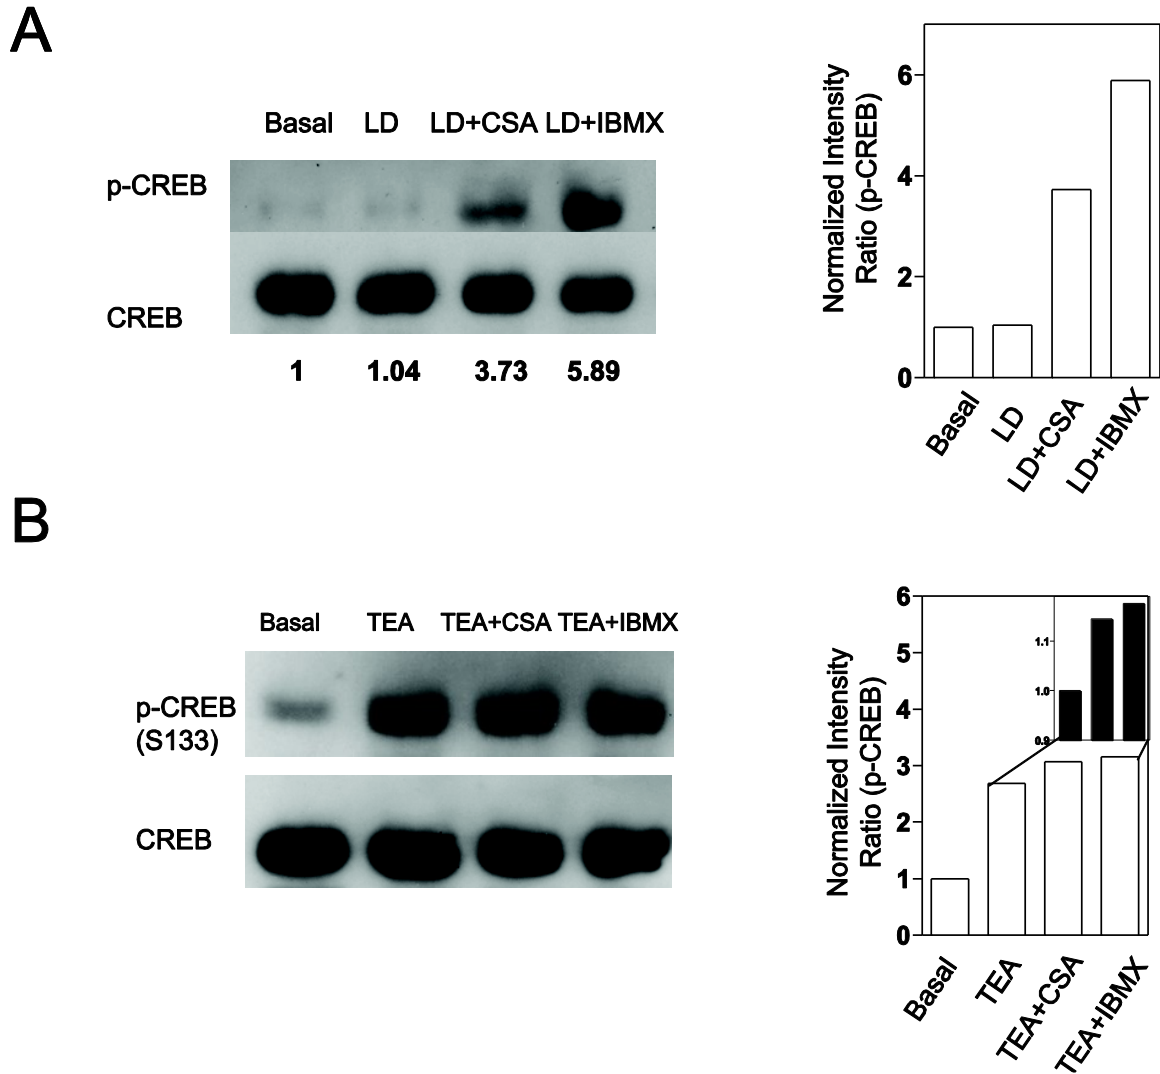 A
Basal LD LD+CSA LD+IBMX
p-CREB
CREB
1 1.04 3.73 5.89
Normalized Intensity
Ratio (p-CREB)
6
4
2
0
Basal
LD
LD+CSA
LD+IBMX
B
Basal TEA TEA+CSA TEA+IBMX
p-CREB
(S133)
CREB
Normalized Intensity
Ratio (p-CREB)
6
5
4
3
2
1
0
1.1
1.0
0.9
Basal
TEA
TEA+CSA
TEA+IBMX